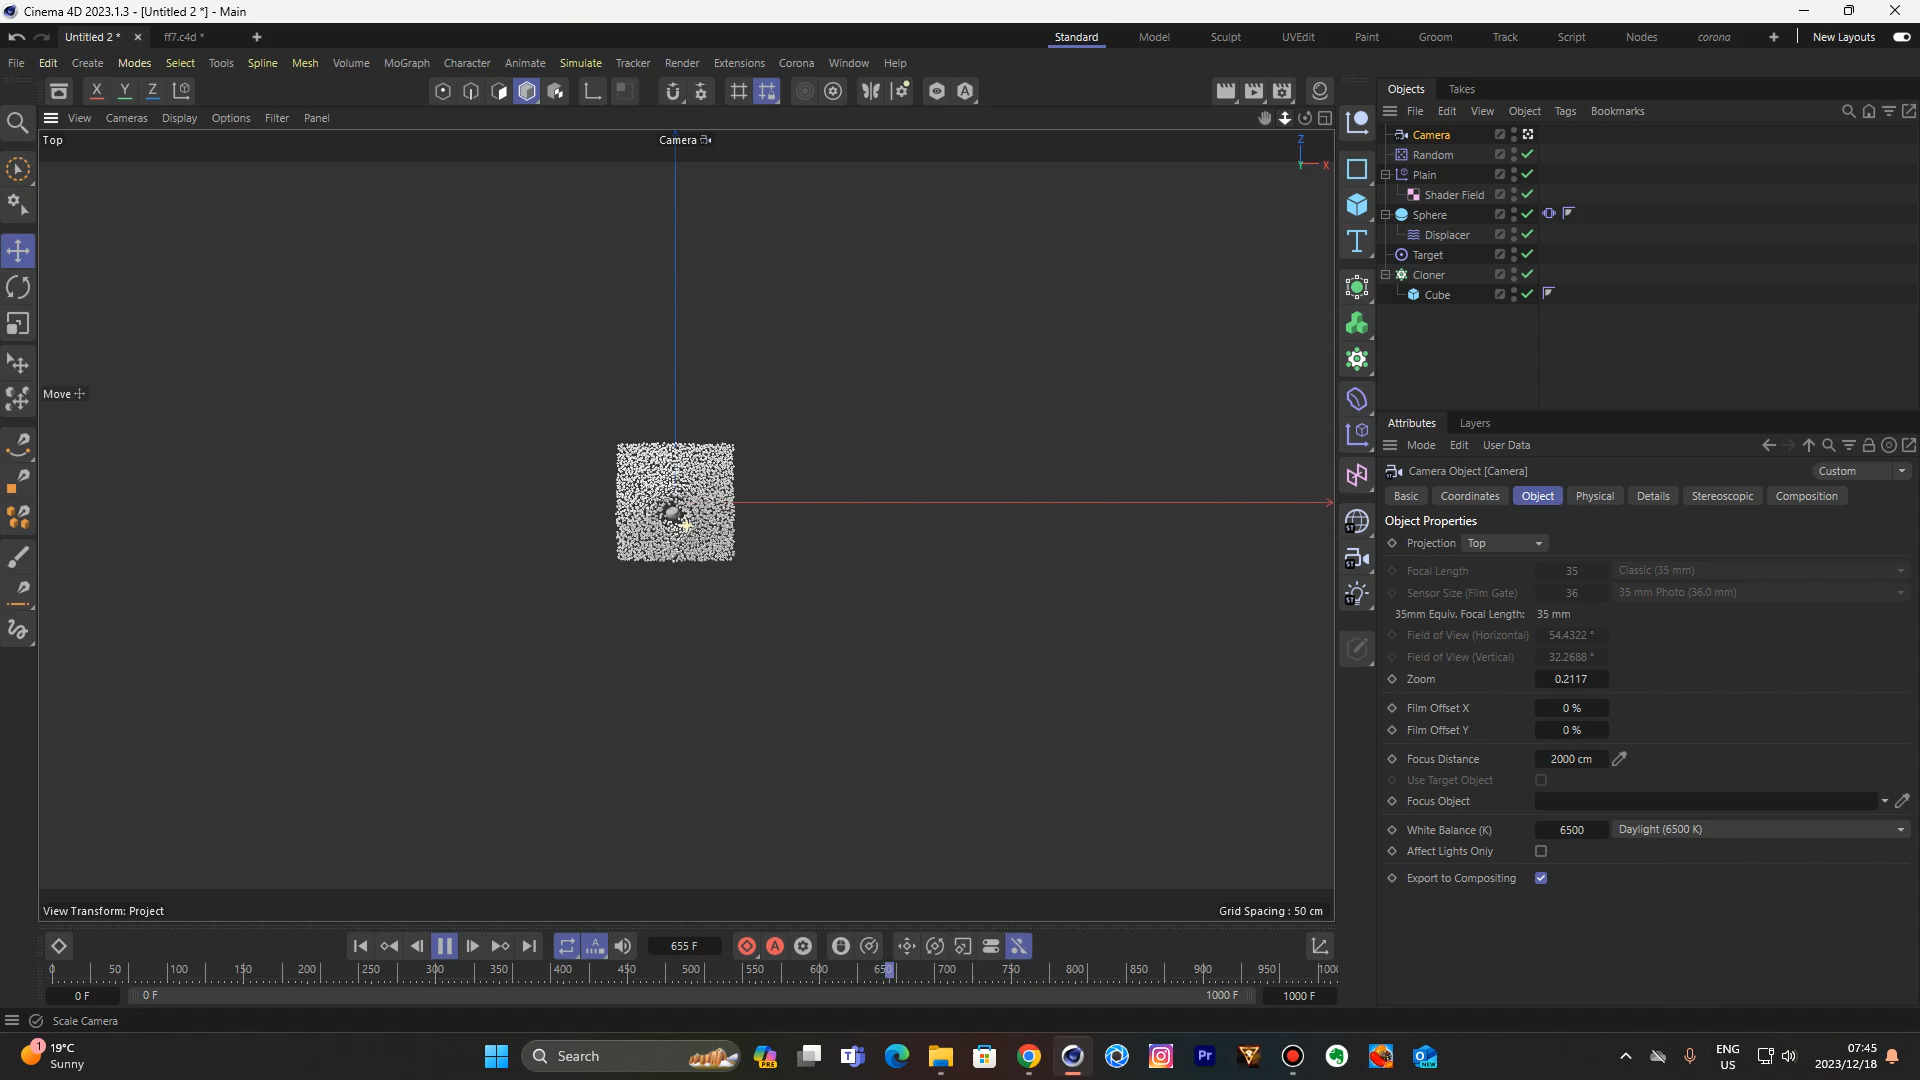 Cinema 4D 2023.1.3 - [Untitled 2 *] - Main
Untitled 2 *
ff7.c4d *
Standard Model Sculpt UVEdit Paint Groom Track Script Nodes corona New Layouts
File Edit Create Modes Select Tools Spline Mesh Volume MoGraph Character Animate Simulate Tracker Render Extensions Corona Window Help
X Y Z
Objects Takes
File Edit View Object Tags Bookmarks
View Cameras Display Options Filter Panel
Top
Camera
Z
Y
X
Camera
Random
Plain
Shader Field
Sphere
Displacer
Target
Cloner
Cube
Move
Attributes Layers
Mode Edit User Data
Camera Object [Camera]
Custom
Basic Coordinates Object Physical Details Stereoscopic Composition
Object Properties
Projection Top
Focal Length 35 Classic (35 mm)
Sensor Size (Film Gate) 36 35 mm Photo (36.0 mm)
35mm Equiv. Focal Length: 35 mm
Field of View (Horizontal) 54.4322 °
Field of View (Vertical) 32.2688 °
Zoom 0.2117
Film Offset X 0 %
Film Offset Y 0 %
Focus Distance 2000 cm
Use Target Object
Focus Object
White Balance (K) 6500 Daylight (6500 K)
Affect Lights Only
Export to Compositing
View Transform: Project
Grid Spacing : 50 cm
655 F
0 50 100 150 200 250 300 350 400 450 500 550 600 650 700 750 800 850 900 950 1000
0 F 0 F 1000 F 1000 F
Scale Camera
1
19°C
Sunny
Search
PRE
Pr
NEW
ENG
US
07:45
2023/12/18